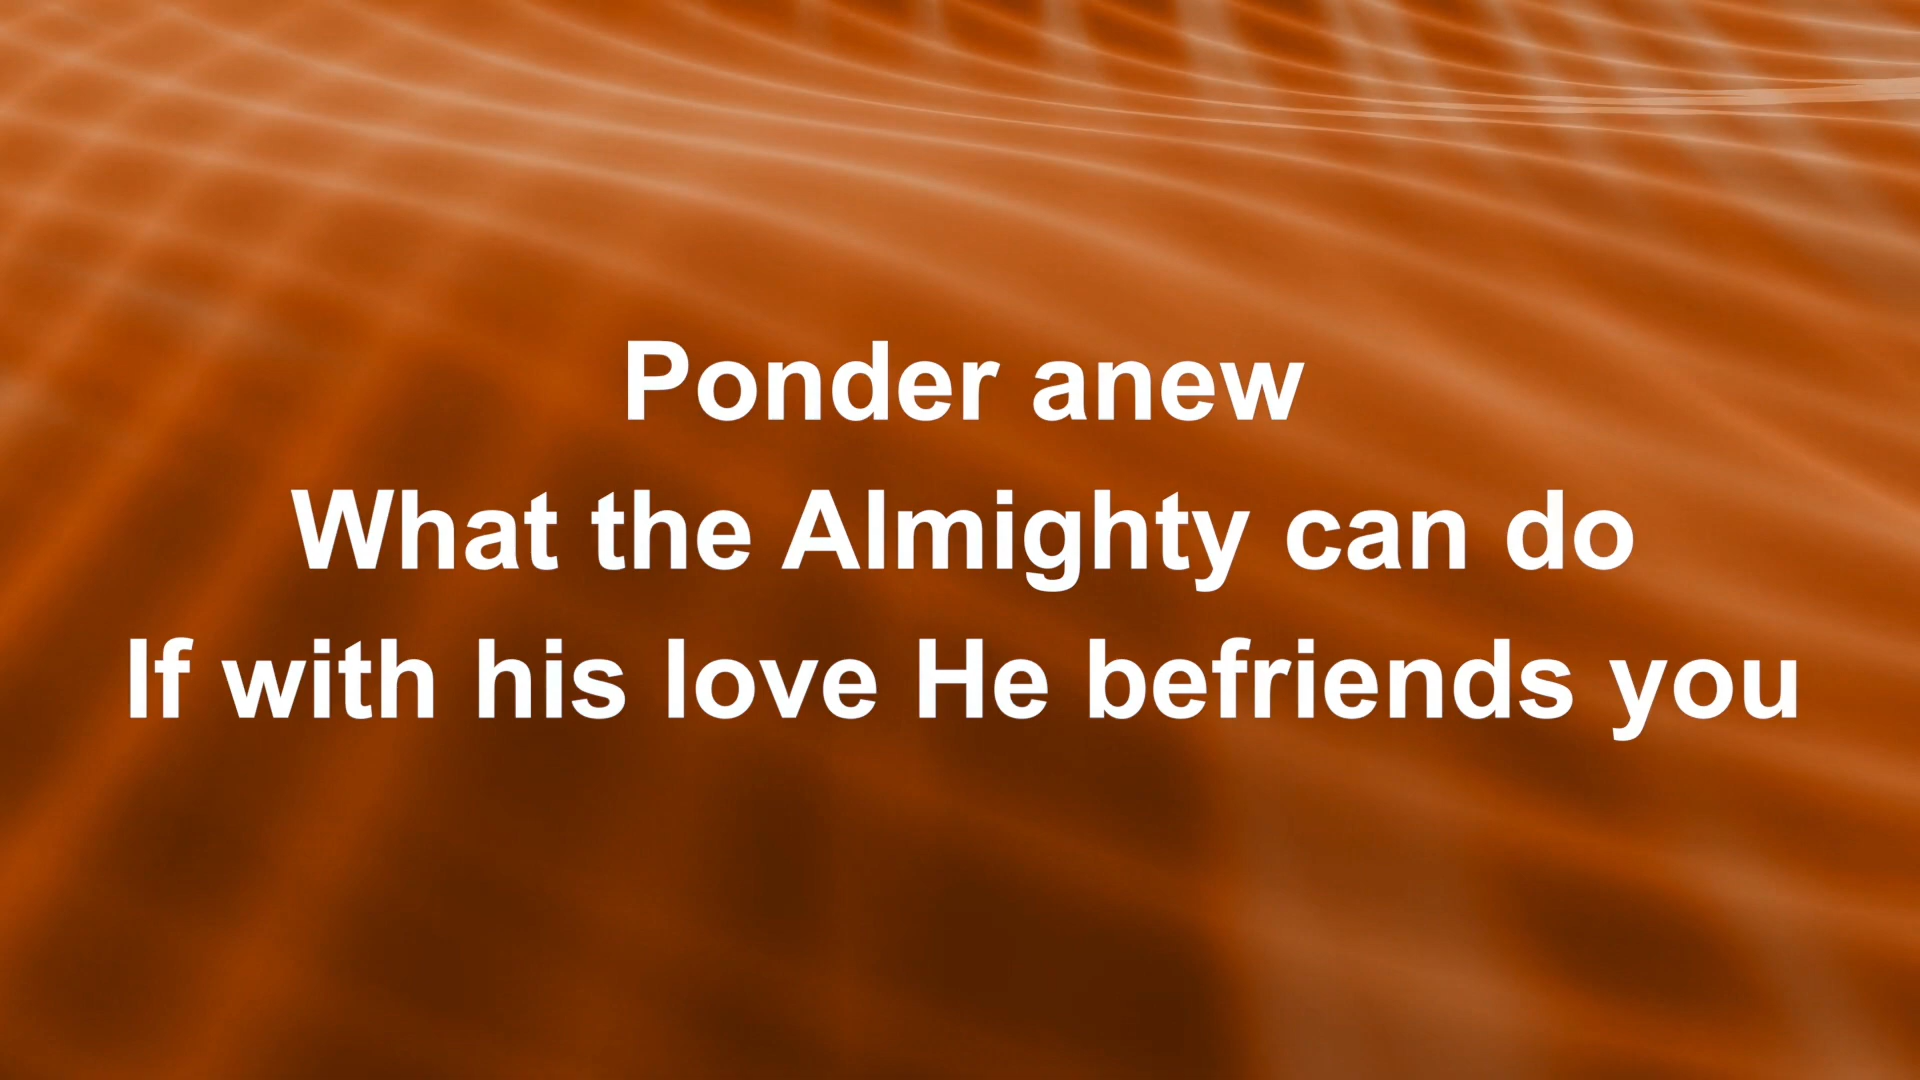 Ponder anew
What the Almighty can do
If with his love He befriends you